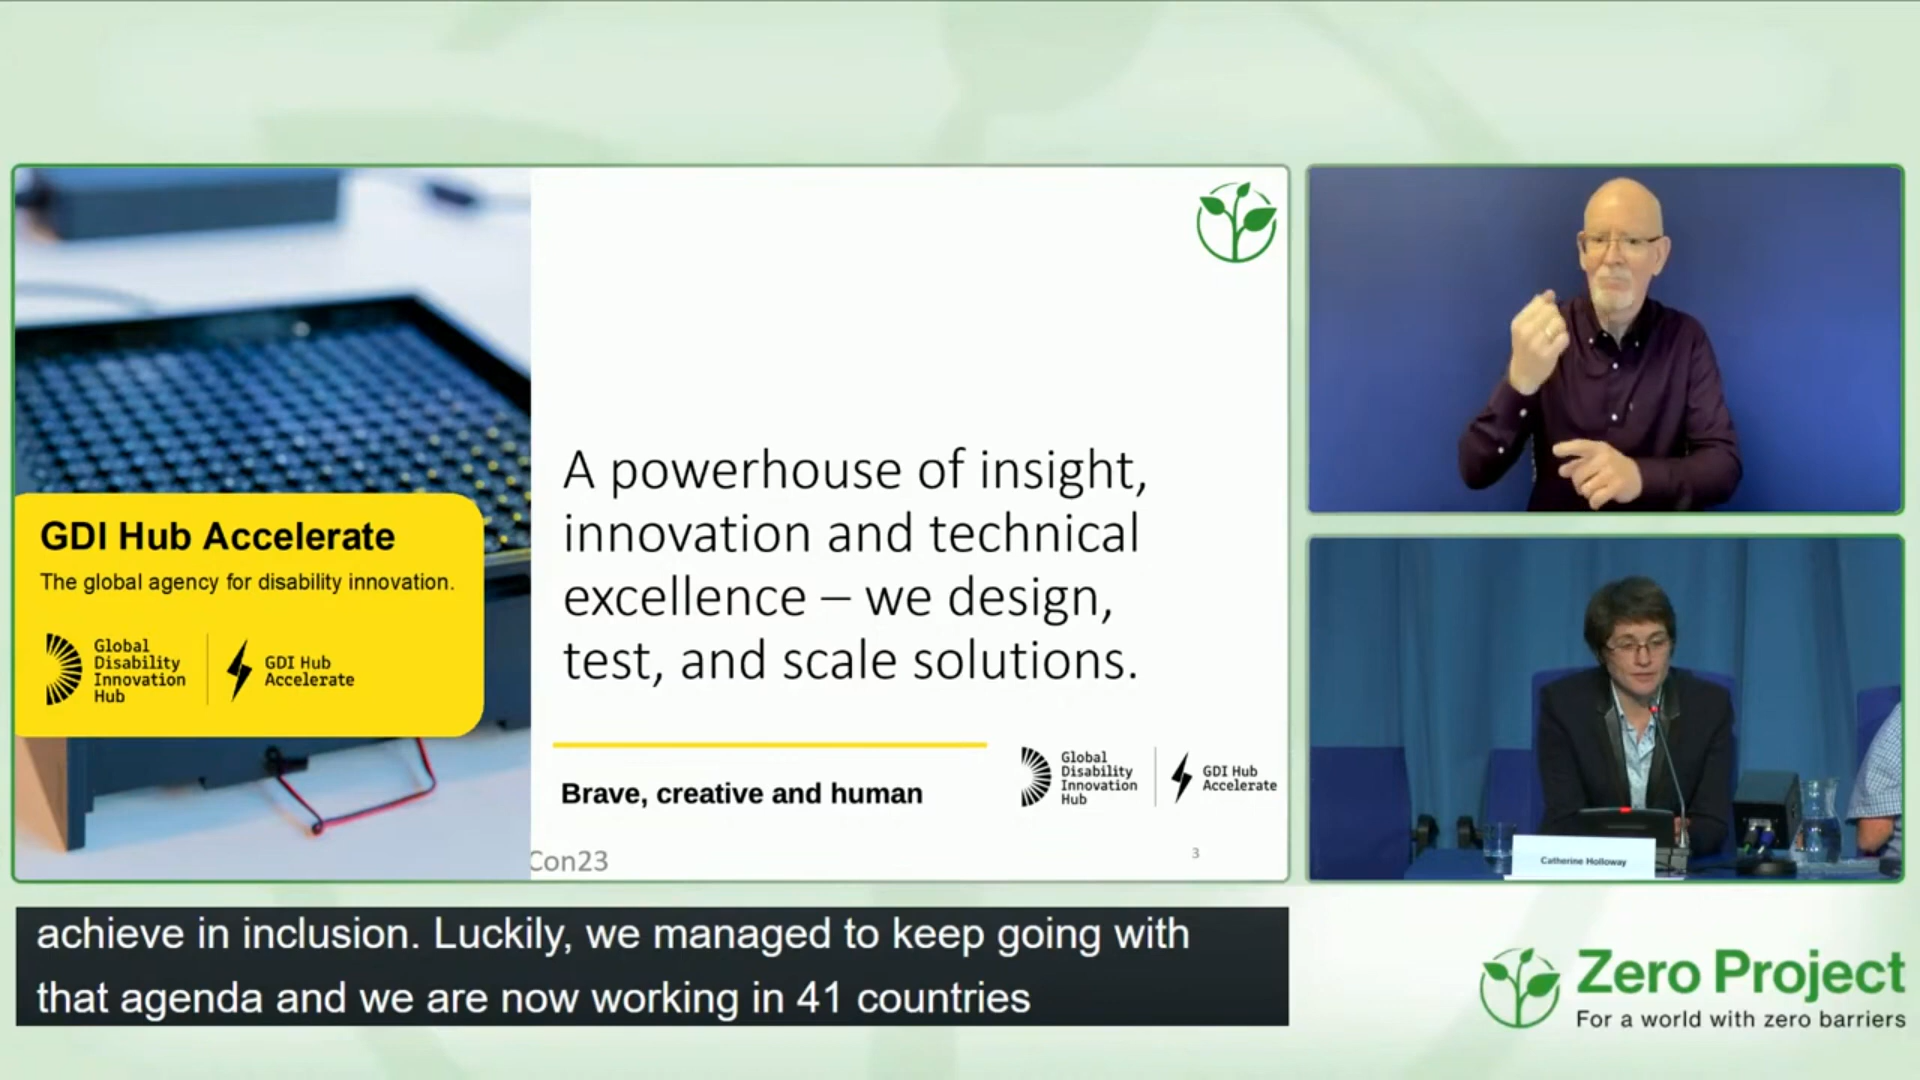 GDI Hub Accelerate
The global agency for disability innovation.
Global
Disability
Innovation
Hub
GDI Hub
Accelerate
A powerhouse of insight,
innovation and technical
excellence – we design,
test, and scale solutions.
Brave, creative and human
Global
Disability
Innovation
Hub
GDI Hub
Accelerate
Con23
3
Catherine Holloway
achieve in inclusion. Luckily, we managed to keep going with
that agenda and we are now working in 41 countries
Zero Project
For a world with zero barriers